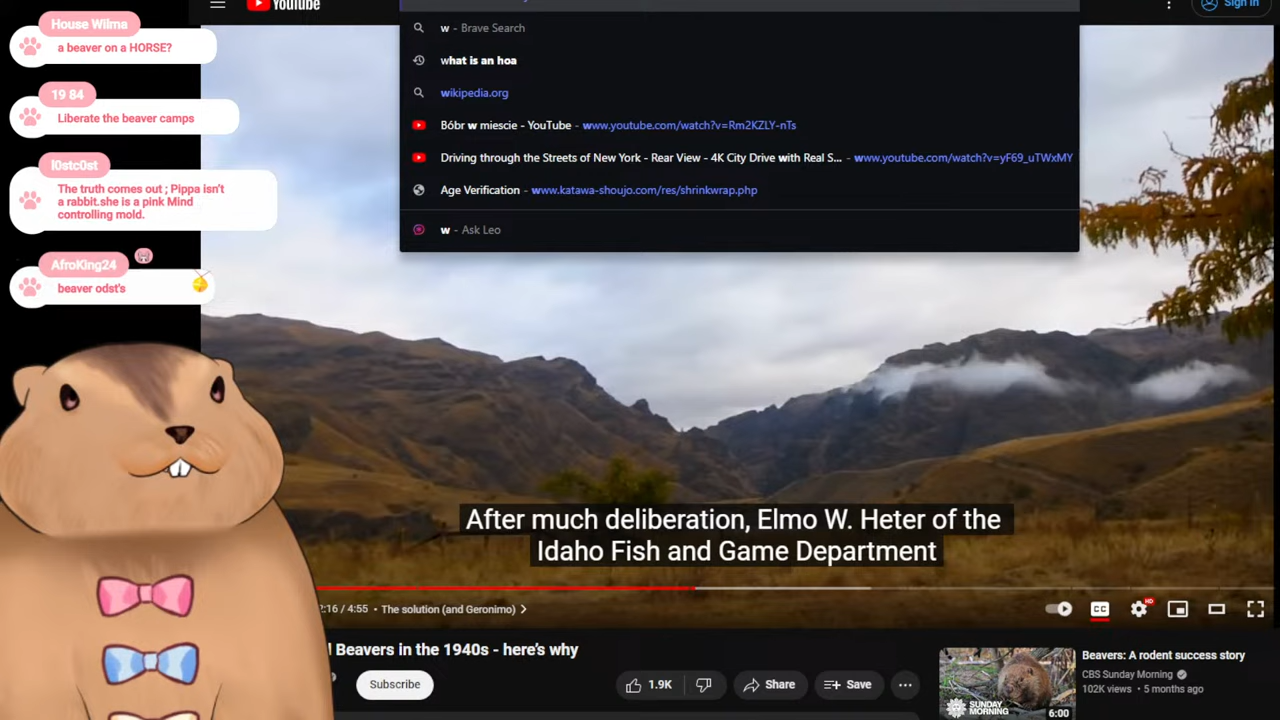 House Wilma
a beaver on a HORSE?
19 84
Liberate the beaver camps
l0stc0st
The truth comes out ; Pippa isn't
a rabbit.she is a pink Mind
controlling mold.
AfroKing24
beaver odst's
YouTube
Sign in
w - Brave Search
what is an hoa
wikipedia.org
Bóbr w miescie - YouTube - www.youtube.com/watch?v=Rm2KZLY-nTs
Driving through the Streets of New York - Rear View - 4K City Drive with Real S... - www.youtube.com/watch?v=yF69_uTWxMY
Age Verification - www.katawa-shoujo.com/res/shrinkwrap.php
w - Ask Leo
After much deliberation, Elmo W. Heter of the
Idaho Fish and Game Department
2:16 / 4:55 • The solution (and Geronimo)
CC
HD
Beavers in the 1940s - here's why
Subscribe
1.9K
Share
Save
Beavers: A rodent success story
CBS Sunday Morning
102K views • 5 months ago
SUNDAY
MORNING
6:00